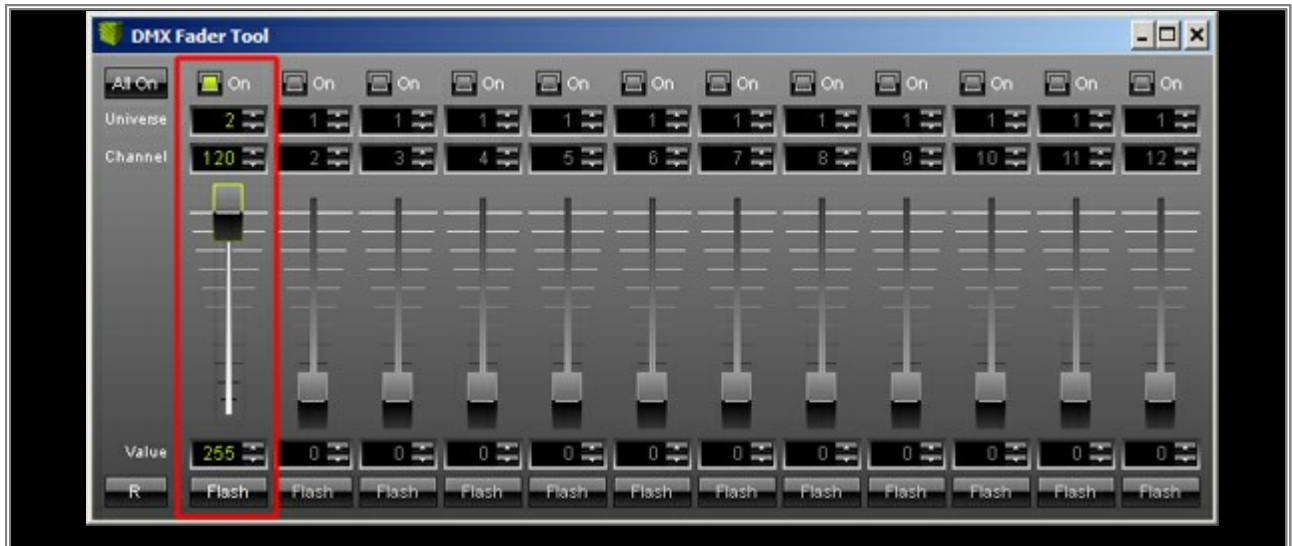 DMX Fader Tool
All On On On On On On On On On On On On On
Universe 2 1 1 1 1 1 1 1 1 1 1 1
Channel 120 2 3 4 5 6 7 8 9 10 11 12
Value 255 0 0 0 0 0 0 0 0 0 0 0
R Flash Flash Flash Flash Flash Flash Flash Flash Flash Flash Flash Flash